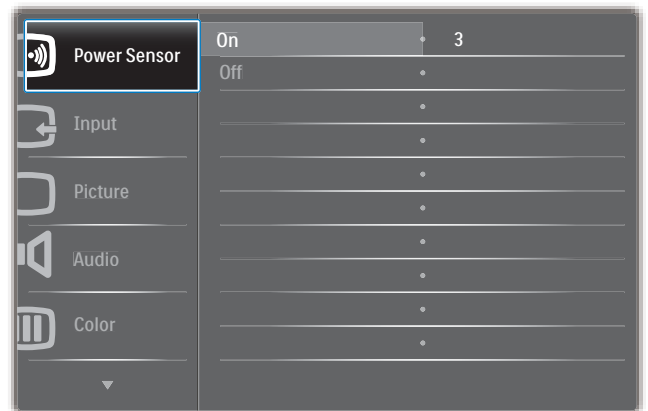 Power Sensor
On 3
Off
Input
Picture
Audio
Color